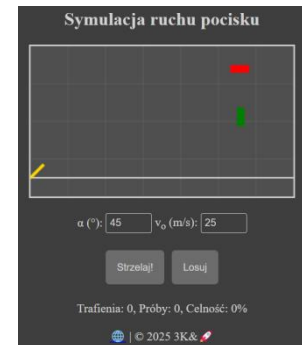 Symulacja ruchu pocisku
α (°): 45 v₀ (m/s): 25
Strzelaj! Losuj
Trafienia: 0, Próby: 0, Celność: 0%
🌐 | © 2025 3K& 🚀